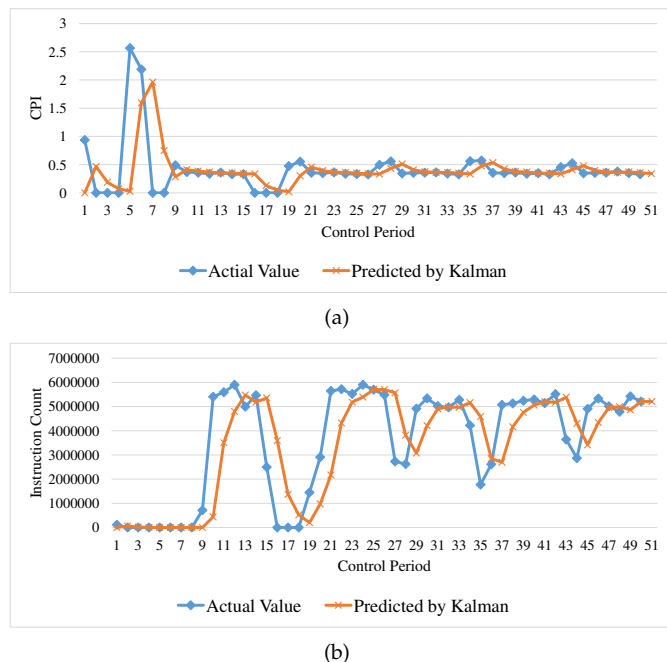 3
2.5
2
1.5
1
0.5
0
CPI
1 3 5 7 9 11 13 15 17 19 21 23 25 27 29 31 33 35 37 39 41 43 45 47 49 51
Control Period
Actial Value Predicted by Kalman
(a)
7000000
6000000
5000000
4000000
3000000
2000000
1000000
0
Instruction Count
1 3 5 7 9 11 13 15 17 19 21 23 25 27 29 31 33 35 37 39 41 43 45 47 49 51
Control Period
Actual Value Predicted by Kalman
(b)